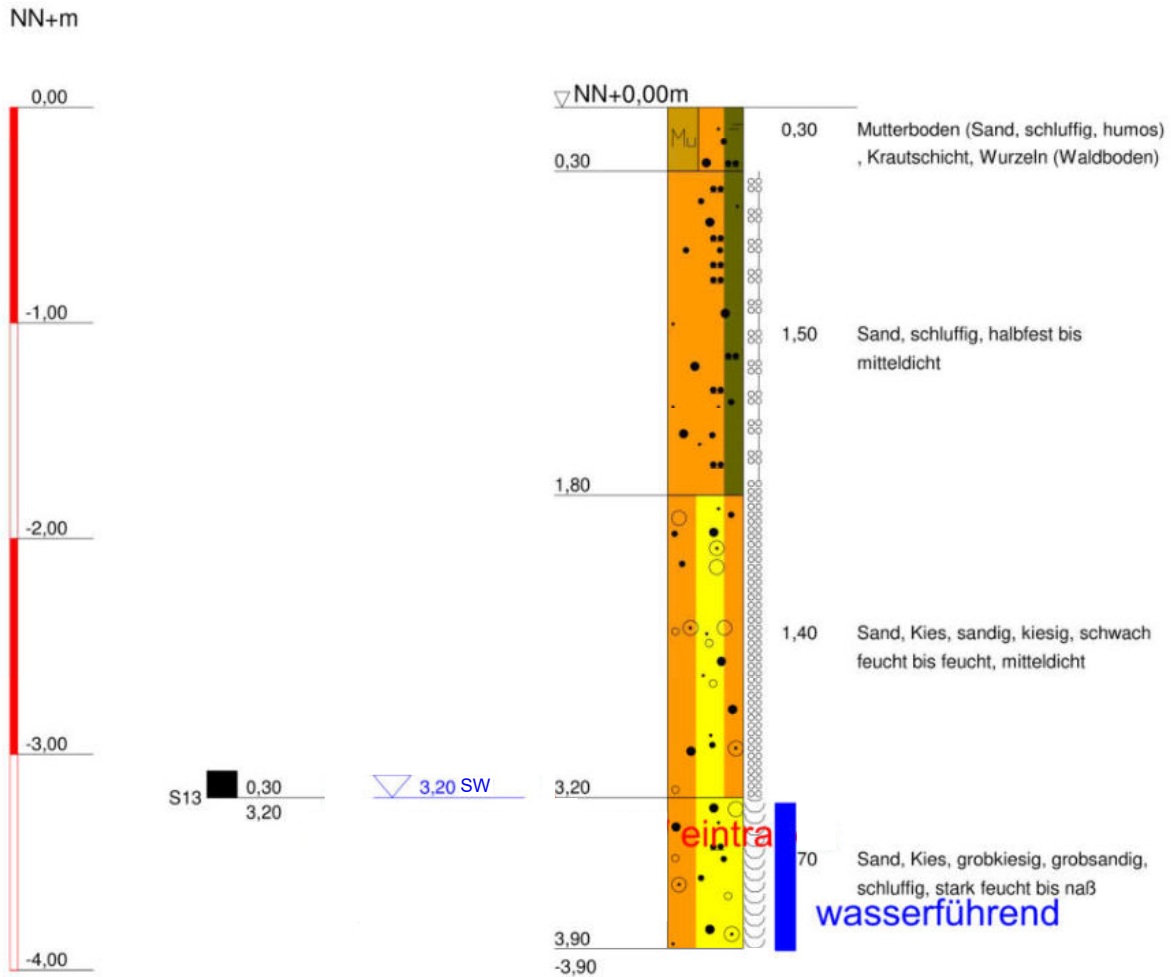 NN+m
0,00
NN+0,00m
Mu
0,30
Mutterboden (Sand, schluffig, humos)
, Krautschicht, Wurzeln (Waldboden)
0,30
-1,00
1,50
Sand, schluffig, halbfest bis
mitteldicht
1,80
-2,00
1,40
Sand, Kies, sandig, kiesig, schwach
feucht bis feucht, mitteldicht
-3,00
S13
0,30
3,20
3,20 SW
3,20
70
Sand, Kies, grobkiesig, grobsandig,
schluffig, stark feucht bis naß
wasserführend
3,90
-3,90
-4,00